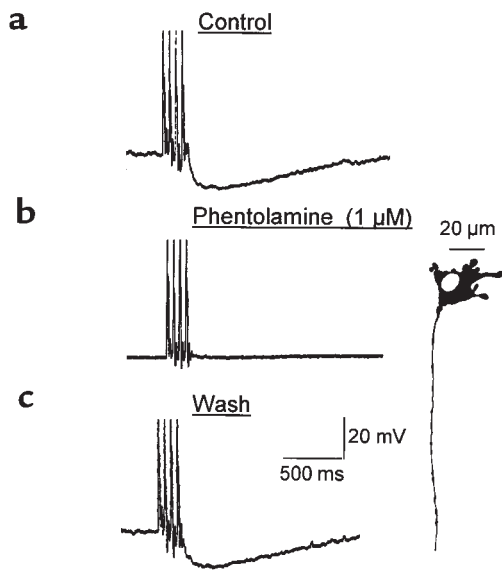 a
Control
b
Phentolamine (1 µM)
20 µm
c
Wash
20 mV
500 ms